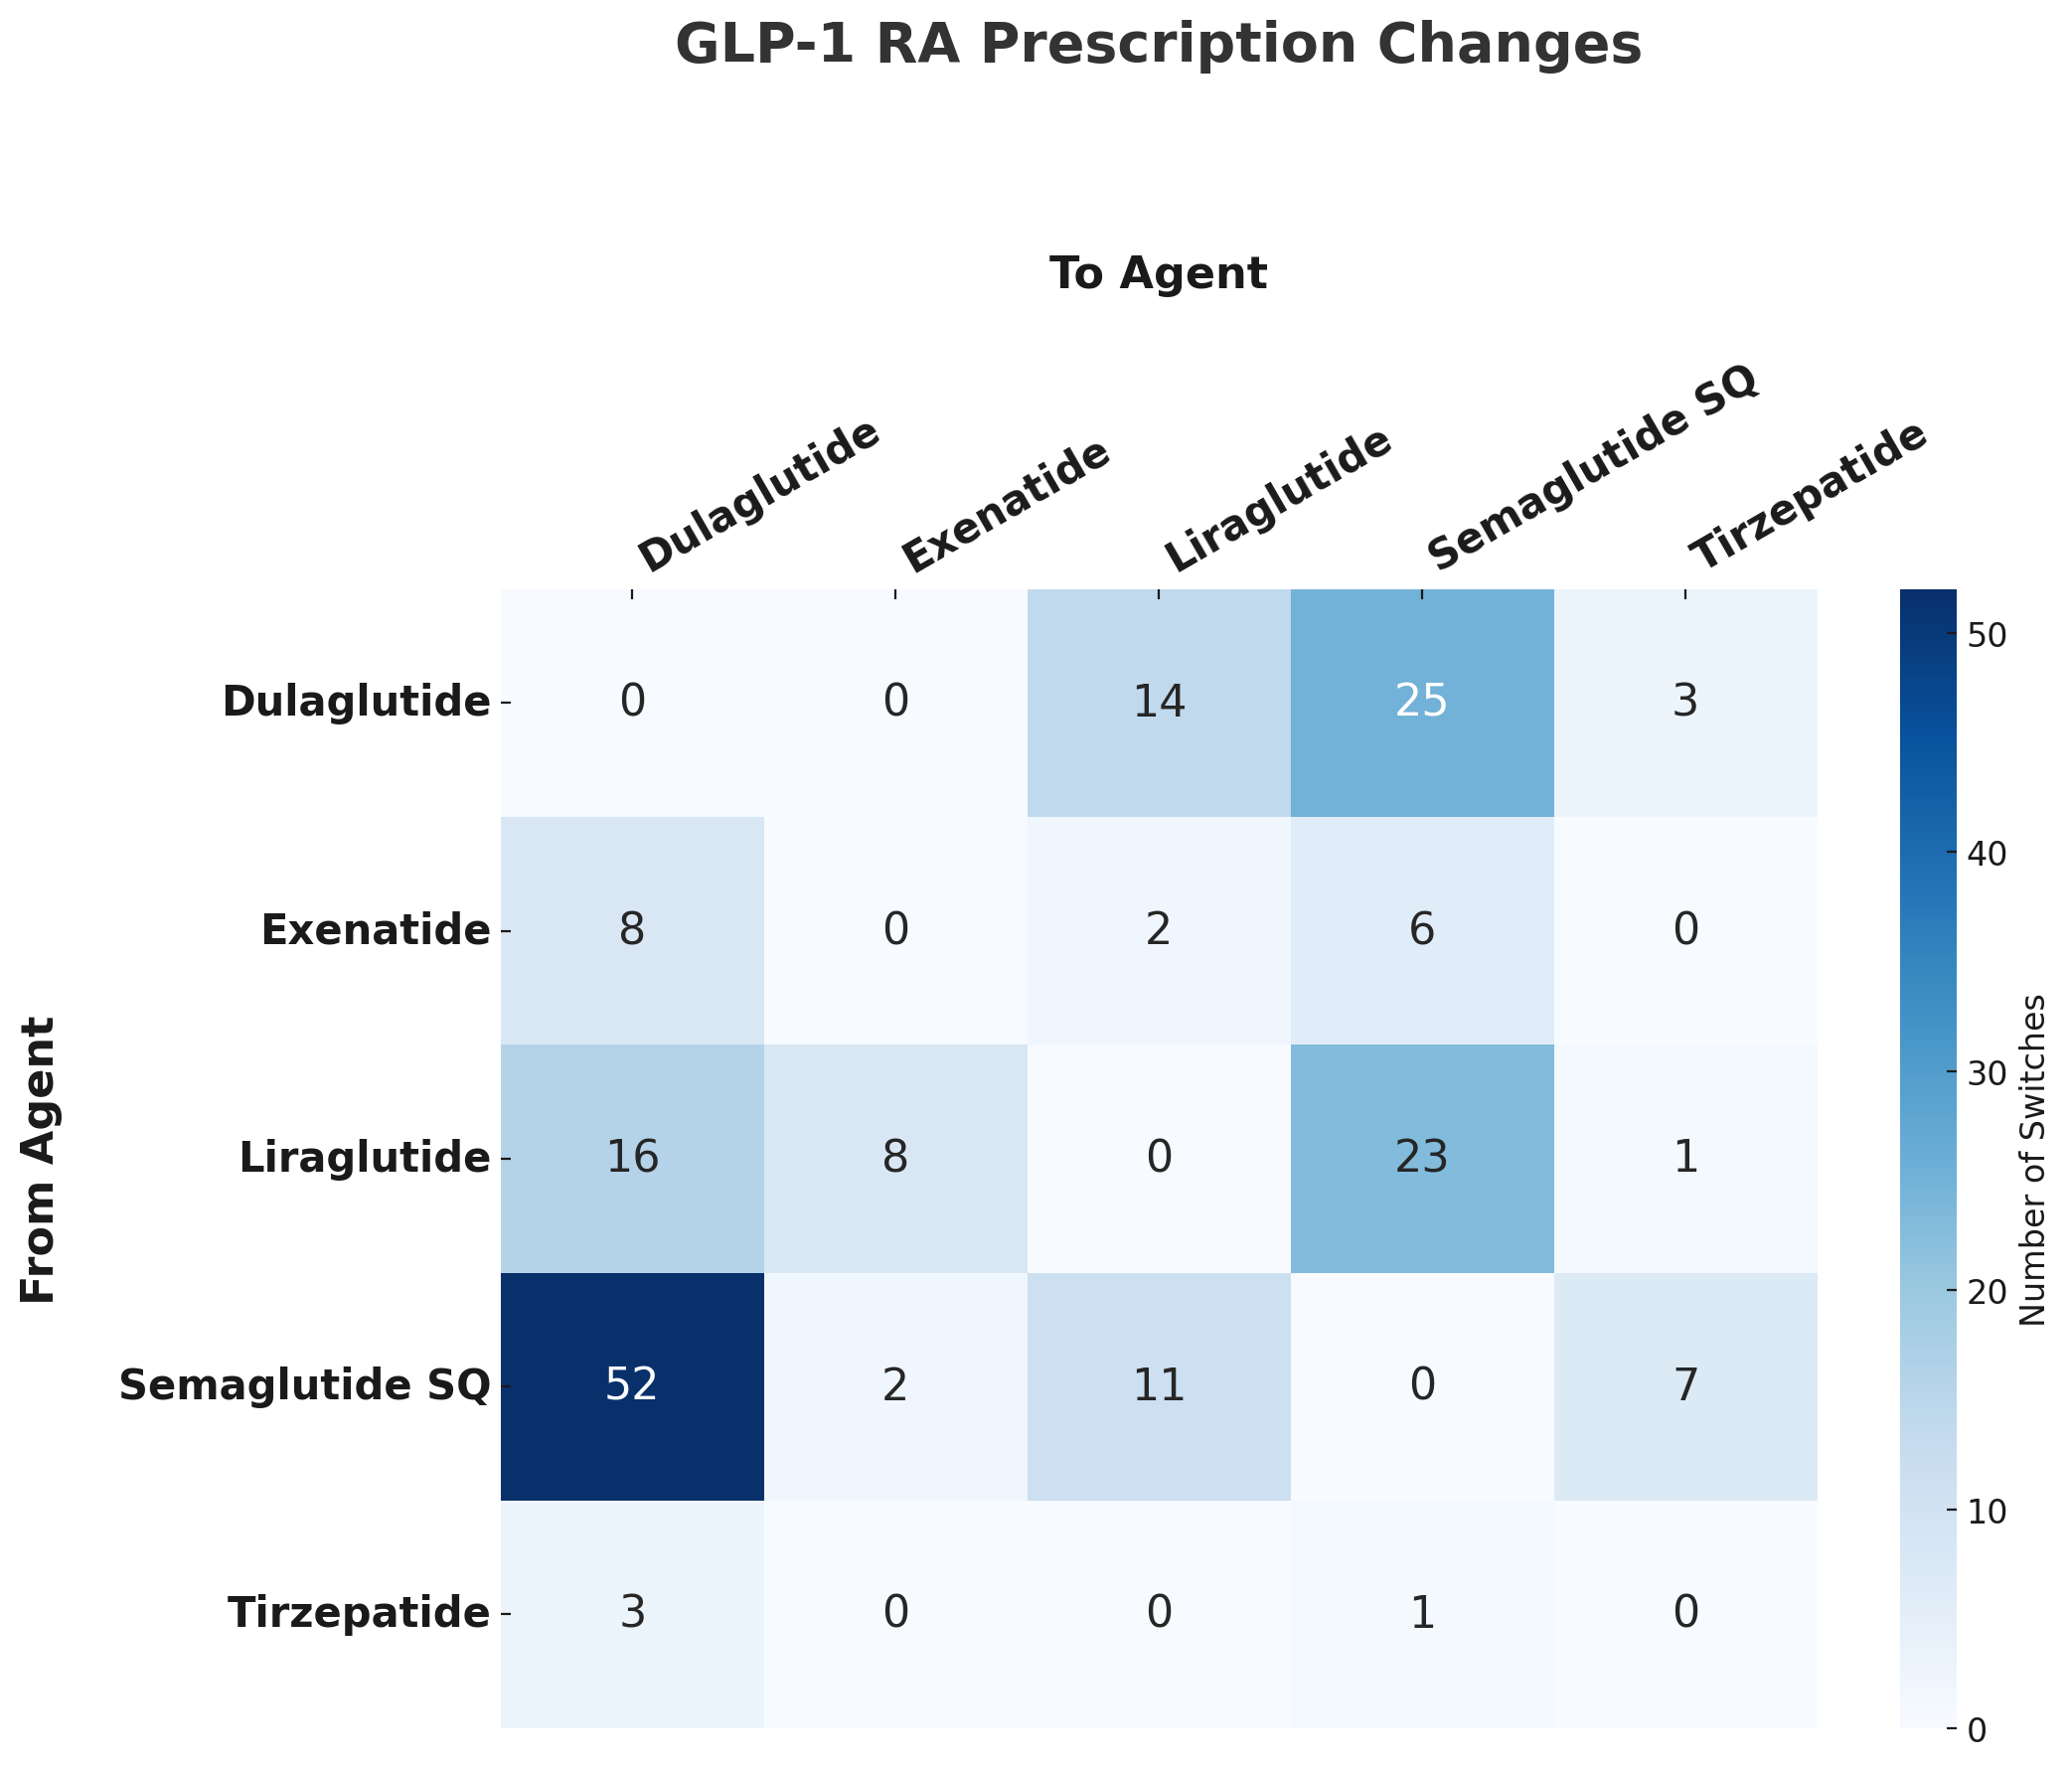 GLP-1 RA Prescription Changes
To Agent
Dulaglutide
Exenatide
Liraglutide
Semaglutide SQ
Tirzepatide
From Agent
Dulaglutide 0 0 14 25 3
Exenatide 8 0 2 6 0
Liraglutide 16 8 0 23 1
Semaglutide SQ 52 2 11 0 7
Tirzepatide 3 0 0 1 0
50
40
30
20
10
0
Number of Switches